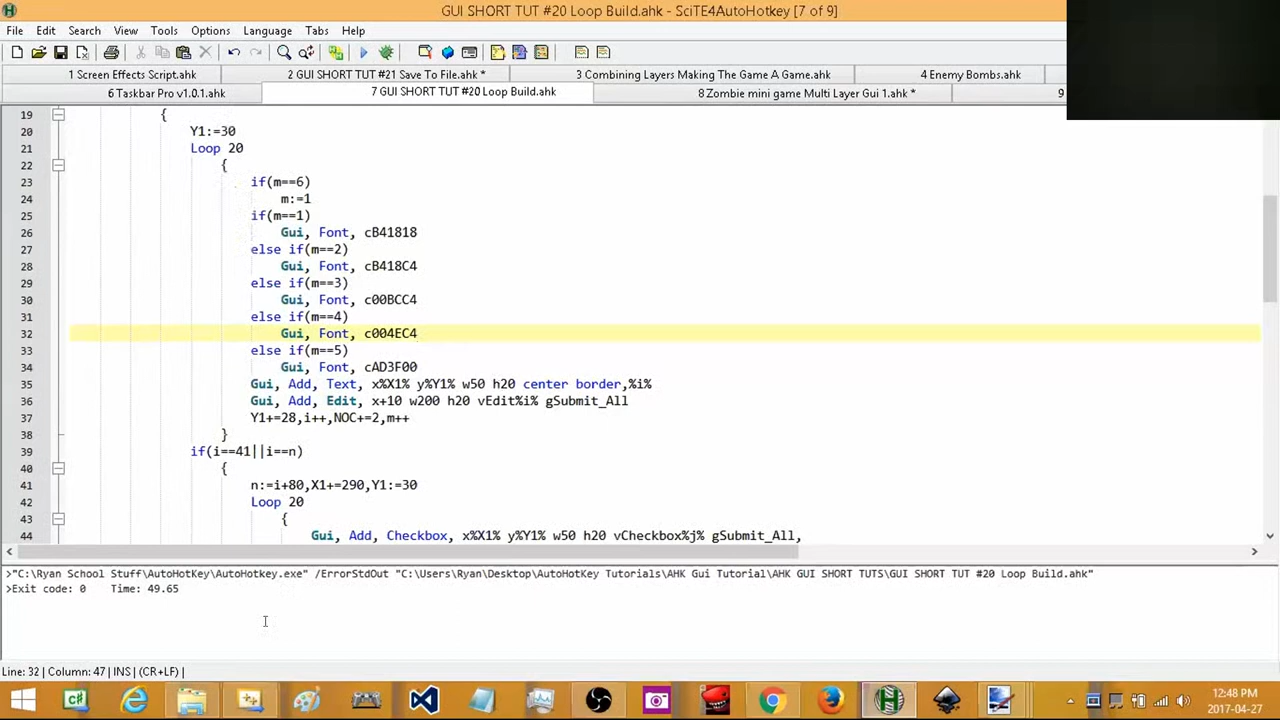 GUI SHORT TUT #20 Loop Build.ahk - SciTE4AutoHotkey [7 of 9]
File Edit Search View Tools Options Language Tabs Help
1 Screen Effects Script.ahk 2 GUI SHORT TUT #21 Save To File.ahk * 3 Combining Layers Making The Game A Game.ahk 4 Enemy Bombs.ahk
6 Taskbar Pro v1.0.1.ahk 7 GUI SHORT TUT #20 Loop Build.ahk 8 Zombie mini game Multi Layer Gui 1.ahk * 9
19 {
20 Y1:=30
21 Loop 20
22 {
23 if(m==6)
24 m:=1
25 if(m==1)
26 Gui, Font, cB41818
27 else if(m==2)
28 Gui, Font, cB418C4
29 else if(m==3)
30 Gui, Font, c00BCC4
31 else if(m==4)
32 Gui, Font, c004EC4
33 else if(m==5)
34 Gui, Font, cAD3F00
35 Gui, Add, Text, x%X1% y%Y1% w50 h20 center border,%i%
36 Gui, Add, Edit, x+10 w200 h20 vEdit%i% gSubmit_All
37 Y1+=28,i++,NOC+=2,m++
38 }
39 if(i==41||i==n)
40 {
41 n:=i+80,X1+=290,Y1:=30
42 Loop 20
43 {
44 Gui, Add, Checkbox, x%X1% y%Y1% w50 h20 vCheckbox%j% gSubmit_All,
>"C:\Ryan School Stuff\AutoHotKey\AutoHotkey.exe" /ErrorStdOut "C:\Users\Ryan\Desktop\AutoHotKey Tutorials\AHK Gui Tutorial\AHK GUI SHORT TUTS\GUI SHORT TUT #20 Loop Build.ahk"
>Exit code: 0 Time: 49.65
Line: 32 | Column: 47 | INS | (CR+LF) |
12:48 PM
2017-04-27